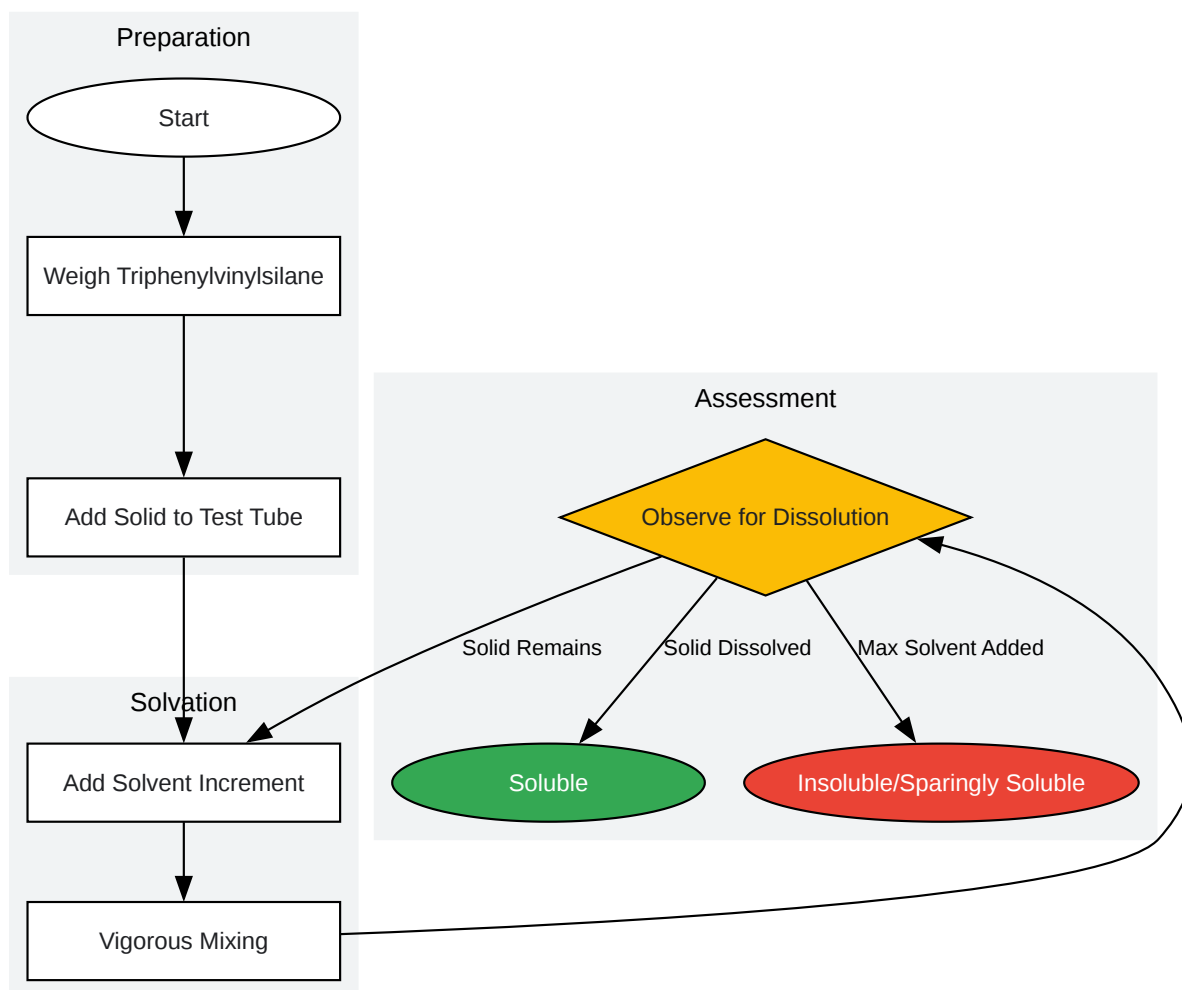 Preparation
Start
Weigh Triphenylvinylsilane
Add Solid to Test Tube
Assessment
Observe for Dissolution
Solid Remains
Solid Dissolved
Max Solvent Added
Soluble
Insoluble/Sparingly Soluble
Solvation
Add Solvent Increment
Vigorous Mixing